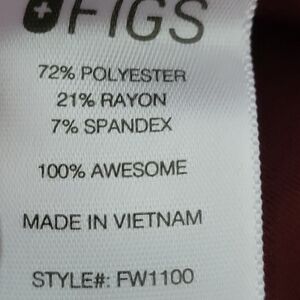 FIGS
72% POLYESTER
21% RAYON
7% SPANDEX
100% AWESOME
MADE IN VIETNAM
STYLE#: FW1100